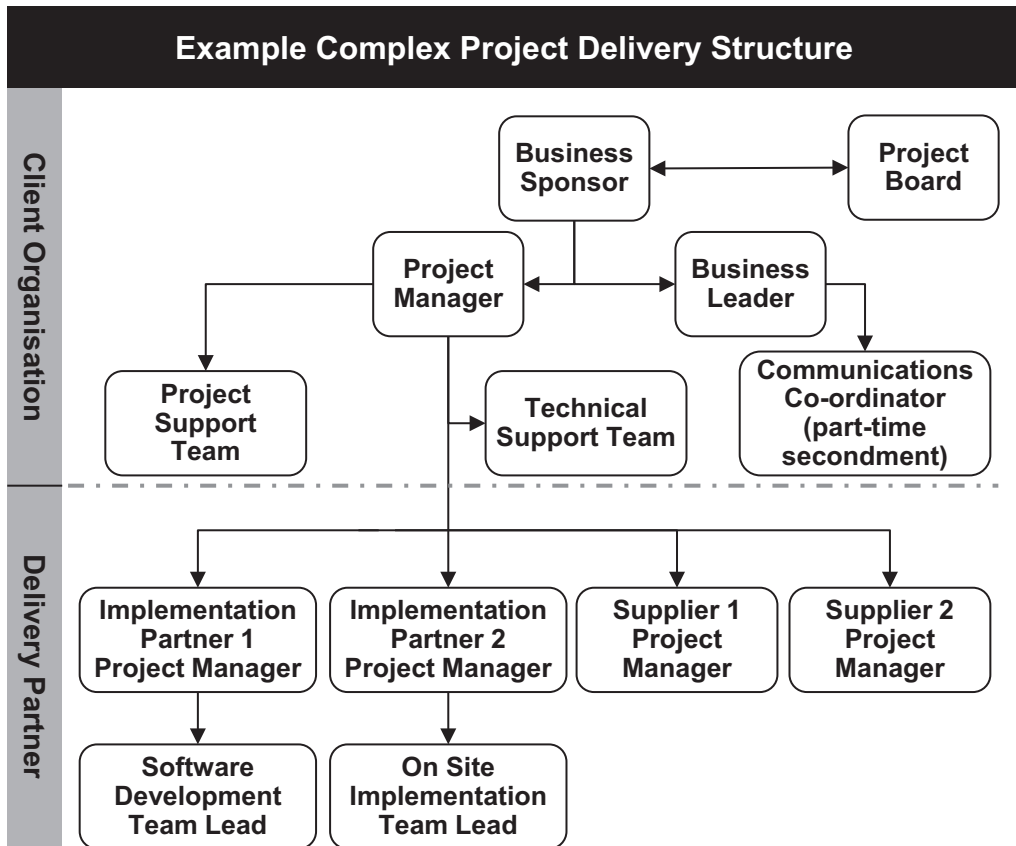 Example Complex Project Delivery Structure
Client Organisation
Business
Sponsor
Project
Board
Project
Manager
Business
Leader
Project
Support
Team
Technical
Support Team
Communications
Co-ordinator
(part-time
secondment)
Delivery Partner
Implementation
Partner 1
Project Manager
Implementation
Partner 2
Project Manager
Supplier 1
Project
Manager
Supplier 2
Project
Manager
Software
Development
Team Lead
On Site
Implementation
Team Lead